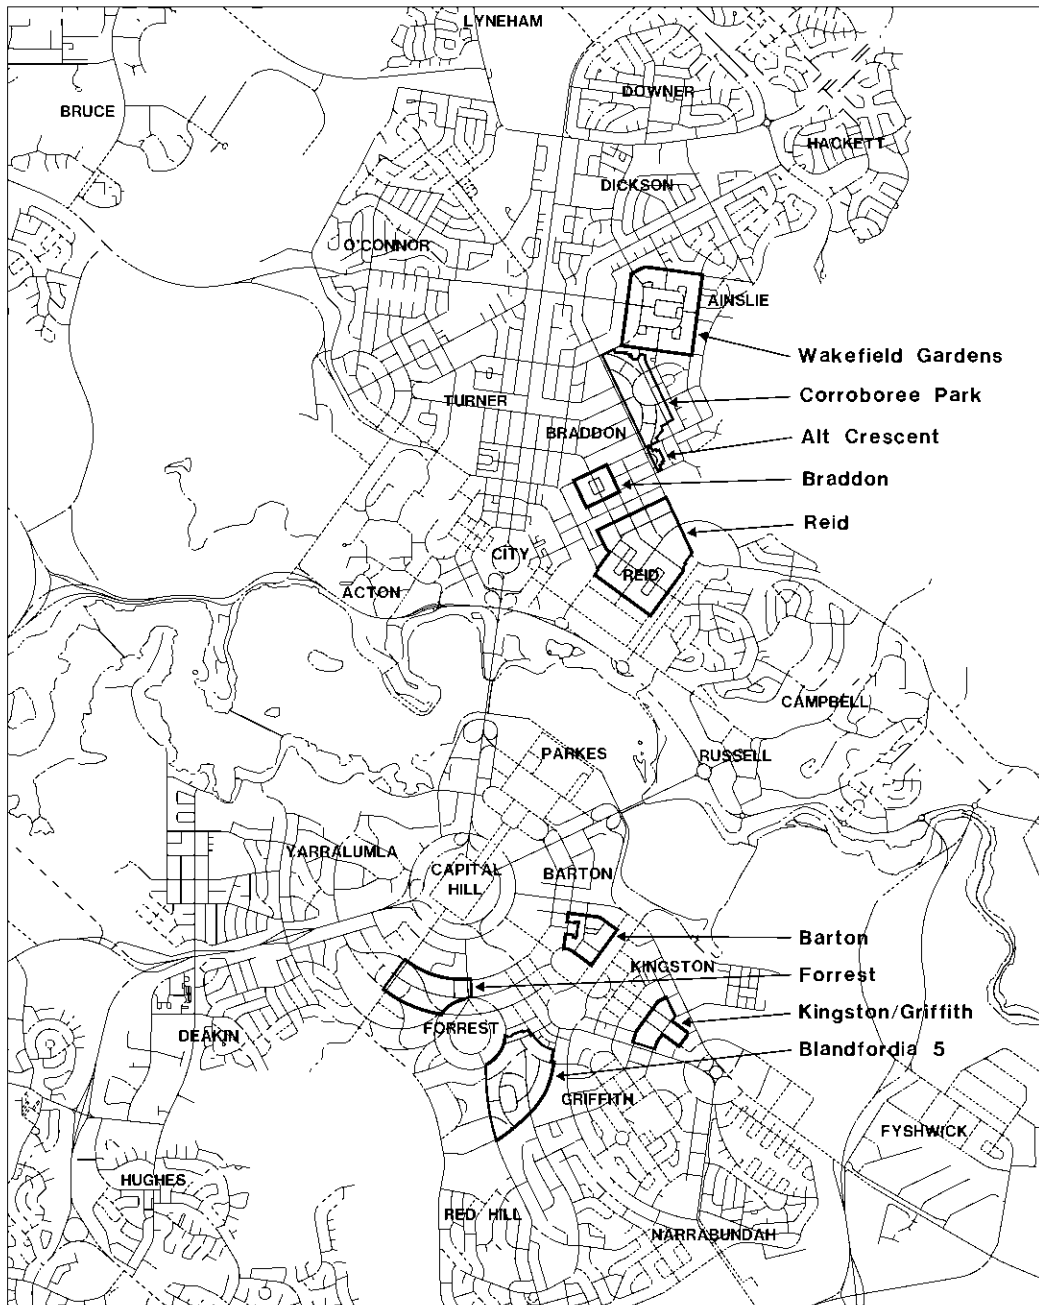 LYNEHAM
DOWNER
BRUCE
HACKETT
DICKSON
O'CONNOR
AINSLIE
Wakefield Gardens
Corroboree Park
TURNER
BRADDON
Alt Crescent
Braddon
Reid
CITY
REID
ACTON
CAMPBELL
PARKES
RUSSELL
YARRALUMLA
CAPITAL
HILL
BARTON
Barton
KINGSTON
Forrest
Kingston/Griffith
FORREST
DEAKIN
Blandfordia 5
GRIFFITH
FYSHWICK
HUGHES
RED HILL
NARRABUNDAH